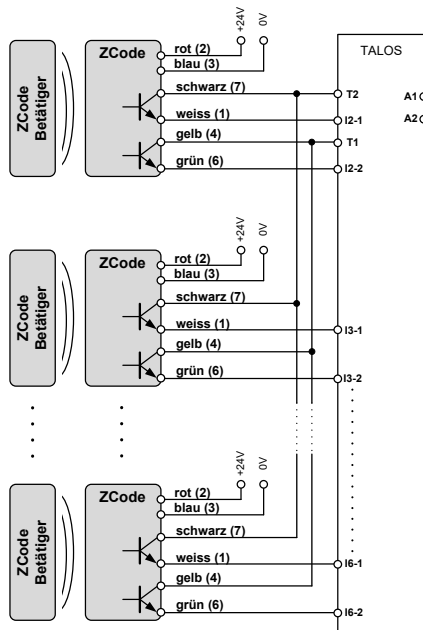 +24V
0V
ZCode
Betätiger
ZCode
rot (2)
blau (3)
schwarz (7)
weiss (1)
gelb (4)
grün (6)
TALOS
T2
A1
I2-1
A2
T1
I2-2
+24V
0V
ZCode
Betätiger
ZCode
rot (2)
blau (3)
schwarz (7)
weiss (1)
gelb (4)
grün (6)
I3-1
I3-2
+24V
0V
ZCode
Betätiger
ZCode
rot (2)
blau (3)
schwarz (7)
weiss (1)
gelb (4)
grün (6)
I6-1
I6-2